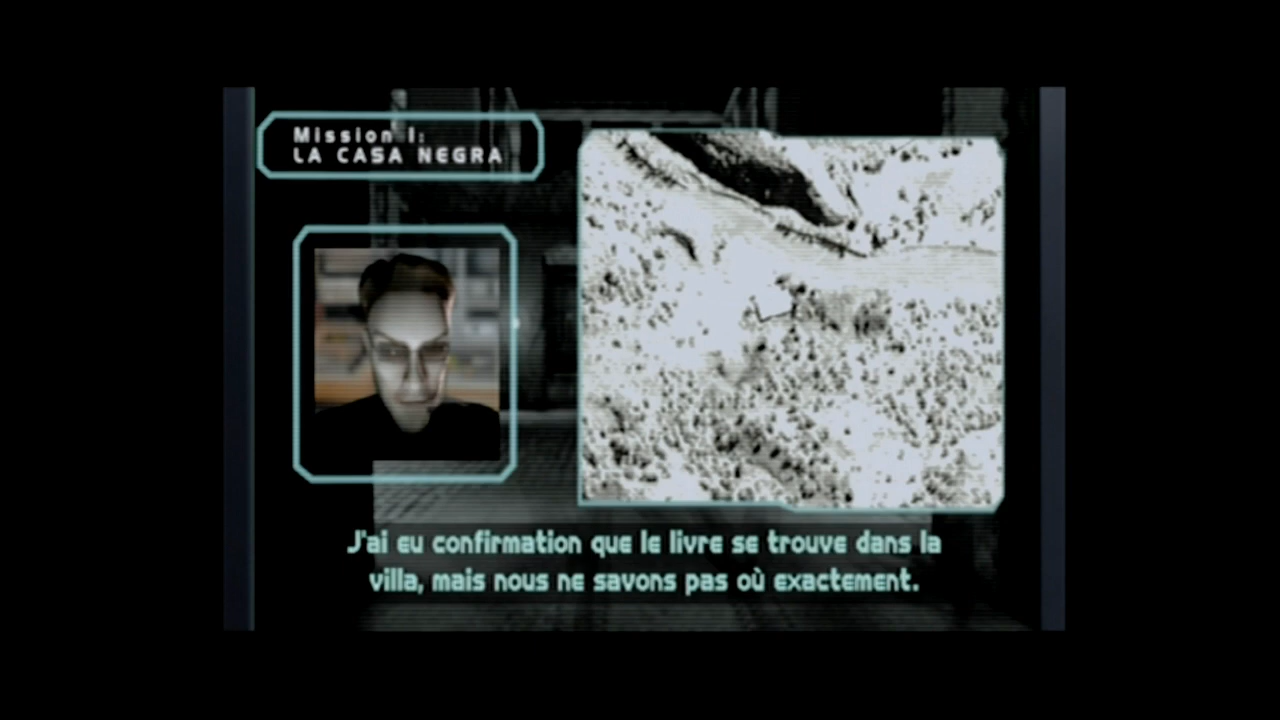 Mission 1:
LA CASA NEGRA
J'ai eu confirmation que le livre se trouve dans la
villa, mais nous ne savons pas où exactement.